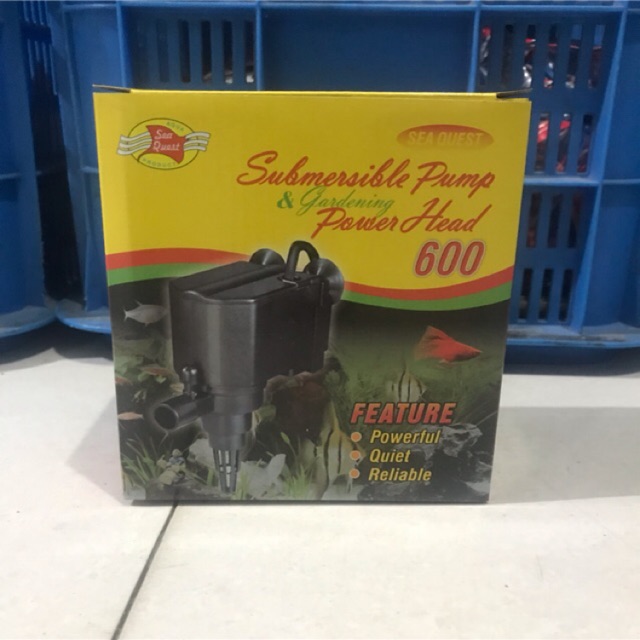 Sea
Quest
SEA QUEST
Submersible Pump
& Gardening
Power Head
600
FEATURE
Powerful
Quiet
Reliable